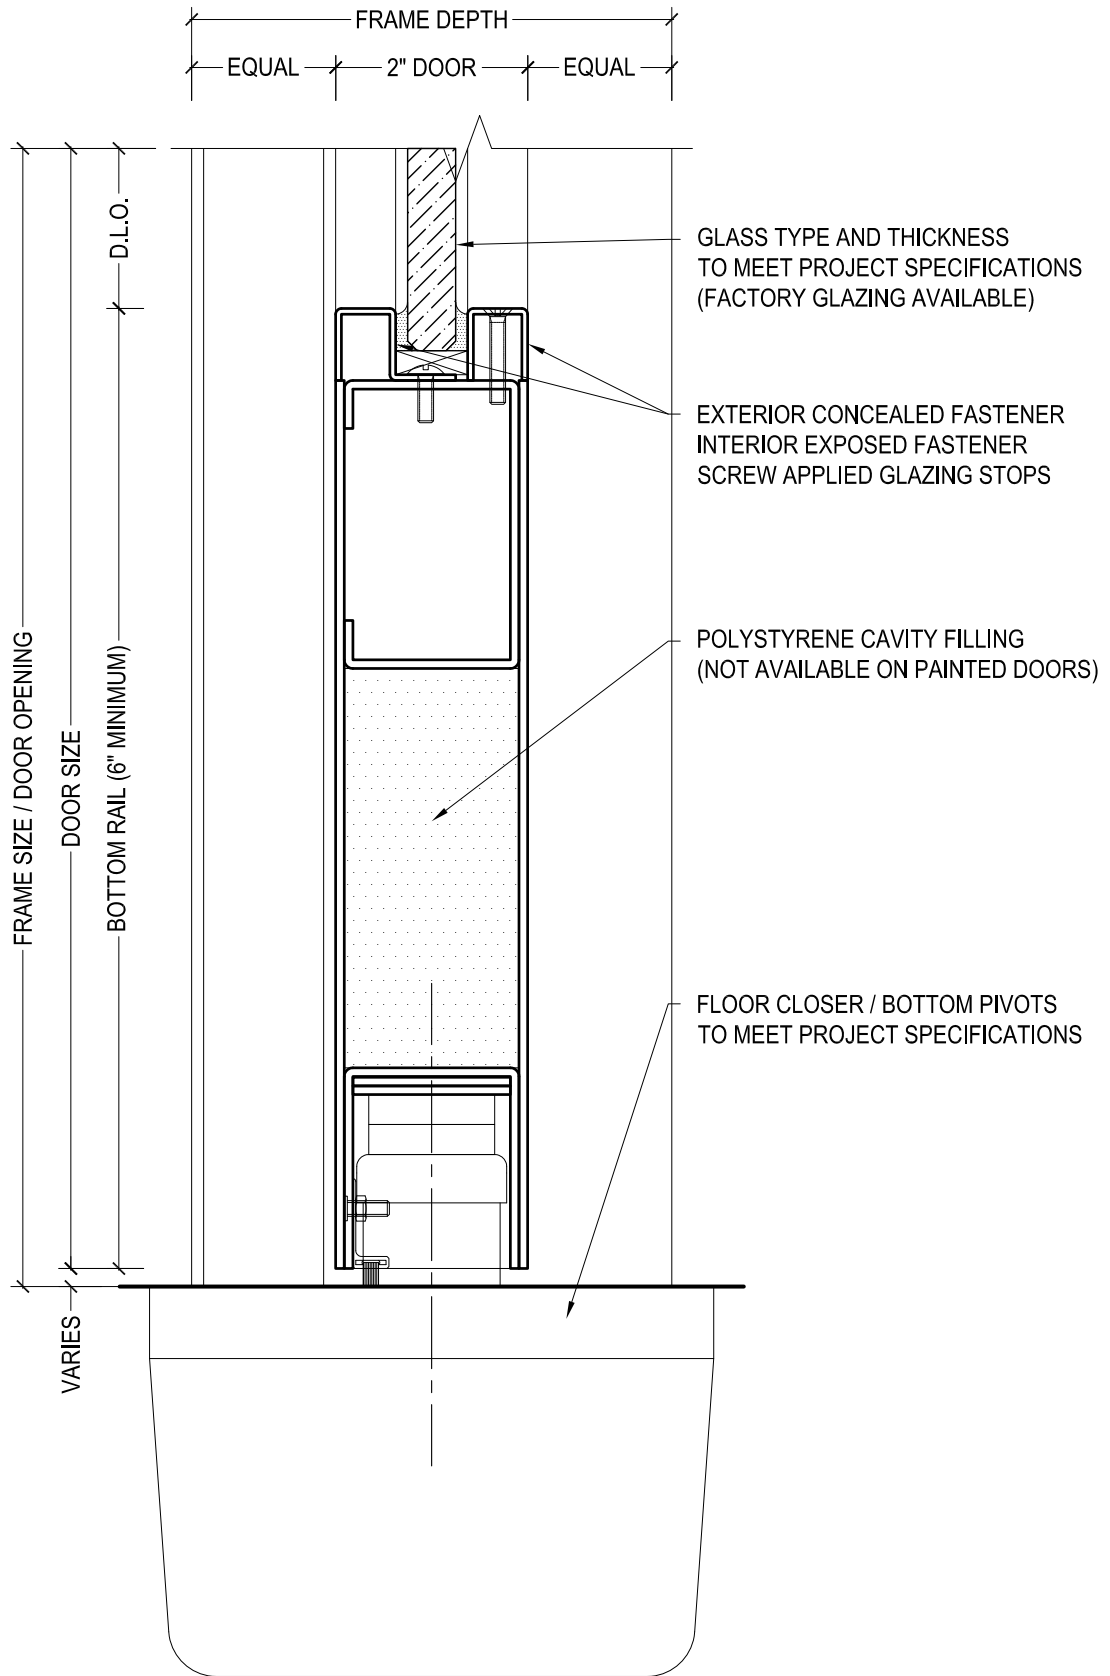 FRAME DEPTH
EQUAL
2" DOOR
EQUAL
D.L.O.
GLASS TYPE AND THICKNESS
TO MEET PROJECT SPECIFICATIONS
(FACTORY GLAZING AVAILABLE)
EXTERIOR CONCEALED FASTENER
INTERIOR EXPOSED FASTENER
SCREW APPLIED GLAZING STOPS
POLYSTYRENE CAVITY FILLING
(NOT AVAILABLE ON PAINTED DOORS)
FRAME SIZE / DOOR OPENING
DOOR SIZE
BOTTOM RAIL (6" MINIMUM)
FLOOR CLOSER / BOTTOM PIVOTS
TO MEET PROJECT SPECIFICATIONS
VARIES